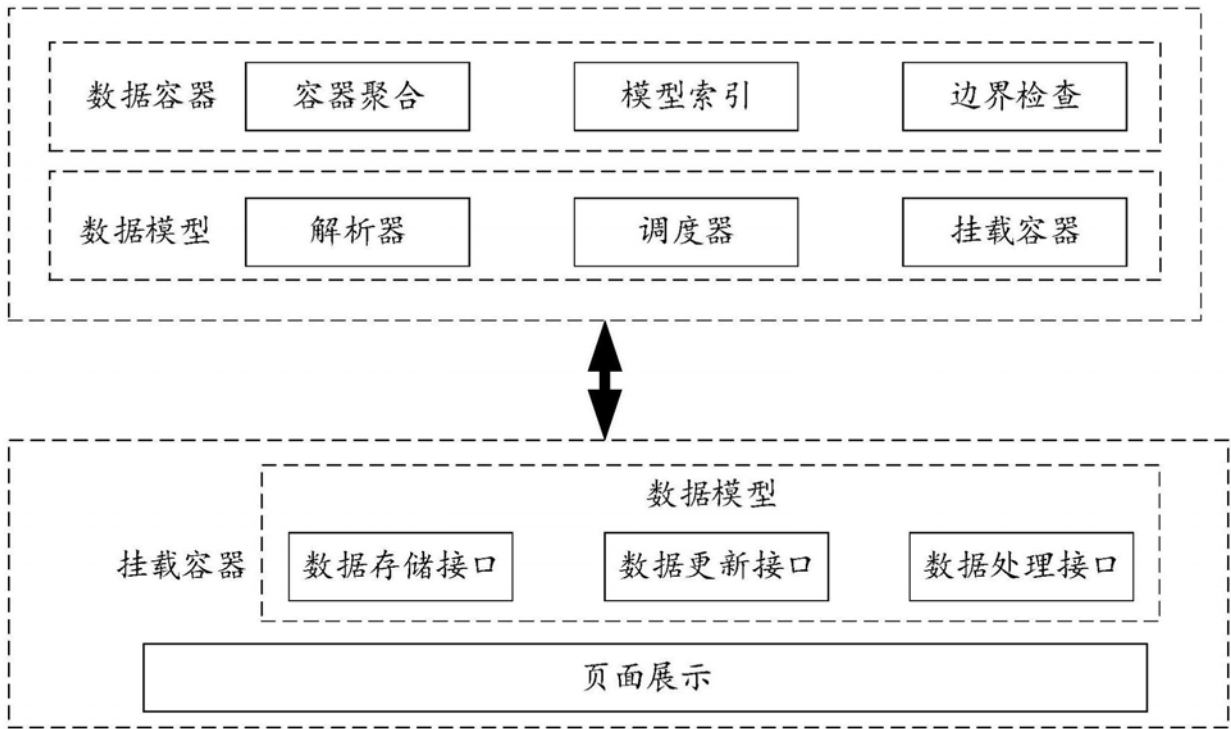 数据容器 容器聚合 模型索引 边界检查
数据模型 解析器 调度器 挂载容器
数据模型
挂载容器 数据存储接口 数据更新接口 数据处理接口
页面展示